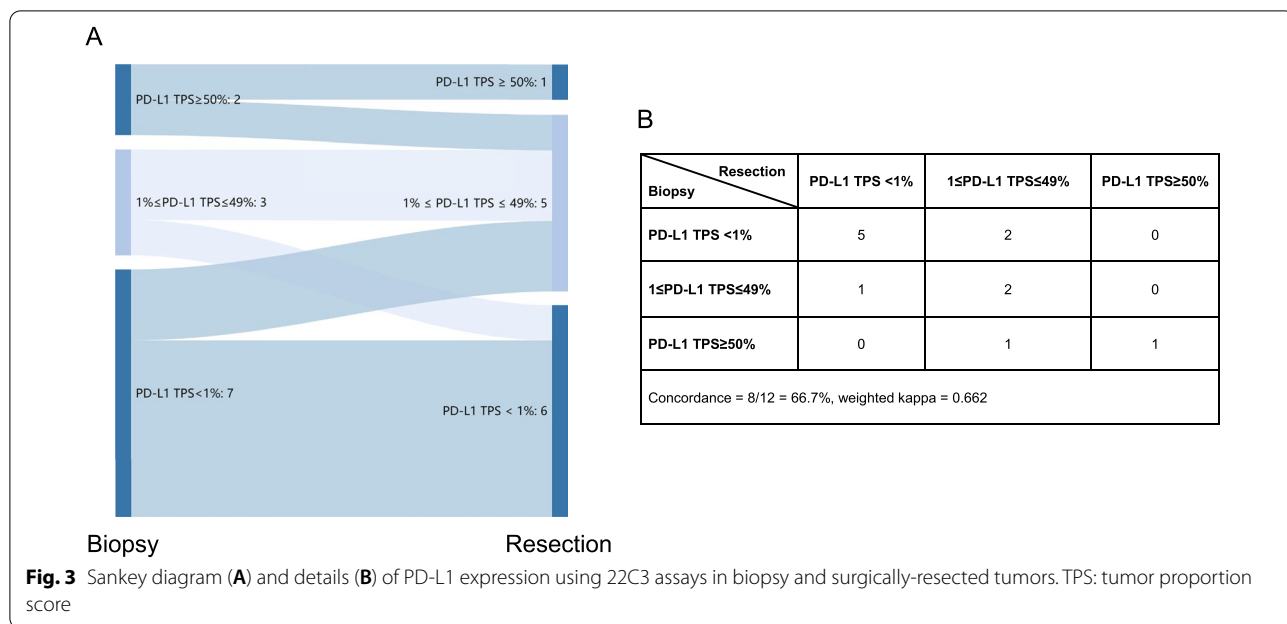 A
PD-L1 TPS≥50%: 2
PD-L1 TPS ≥ 50%: 1
1%≤PD-L1 TPS≤49%: 3
1% ≤ PD-L1 TPS ≤ 49%: 5
PD-L1 TPS<1%: 7
PD-L1 TPS < 1%: 6
Biopsy
Resection
B
Resection
Biopsy
PD-L1 TPS <1%
1≤PD-L1 TPS≤49%
PD-L1 TPS≥50%
PD-L1 TPS <1% 5 2 0
1≤PD-L1 TPS≤49% 1 2 0
PD-L1 TPS≥50% 0 1 1
Concordance = 8/12 = 66.7%, weighted kappa = 0.662
Fig. 3 Sankey diagram (A) and details (B) of PD-L1 expression using 22C3 assays in biopsy and surgically-resected tumors. TPS: tumor proportion
score